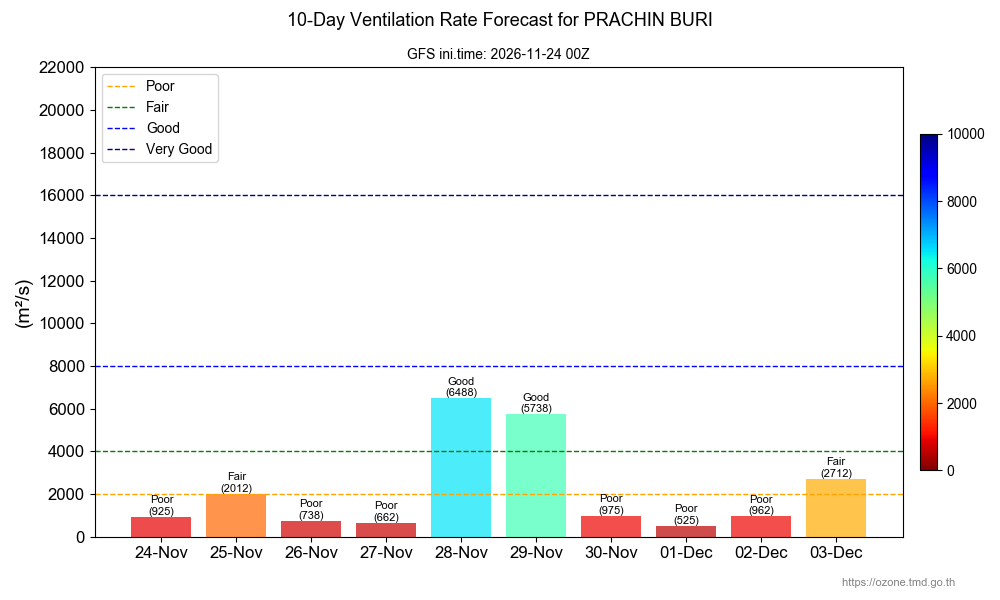 10-Day Ventilation Rate Forecast for PRACHIN BURI
GFS ini.time: 2026-11-24 00Z
22000
20000
18000
16000
14000
12000
10000
8000
6000
4000
2000
0
(m²/s)
Poor
Fair
Good
Very Good
Poor
(925)
Fair
(2012)
Poor
(738)
Poor
(662)
Good
(6488)
Good
(5738)
Poor
(975)
Poor
(525)
Poor
(962)
Fair
(2712)
24-Nov 25-Nov 26-Nov 27-Nov 28-Nov 29-Nov 30-Nov 01-Dec 02-Dec 03-Dec
10000
8000
6000
4000
2000
0
https://ozone.tmd.go.th